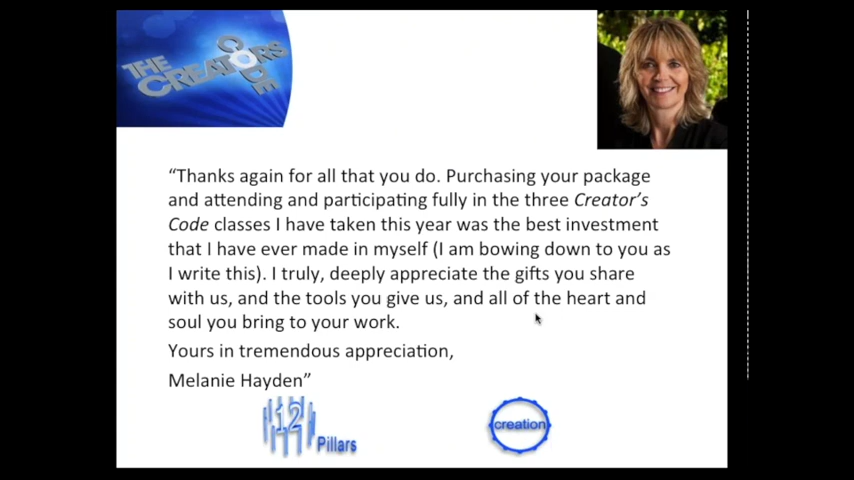 THE CREATORS CODE
“Thanks again for all that you do. Purchasing your package
and attending and participating fully in the three Creator’s
Code classes I have taken this year was the best investment
that I have ever made in myself (I am bowing down to you as
I write this). I truly, deeply appreciate the gifts you share
with us, and the tools you give us, and all of the heart and
soul you bring to your work.
Yours in tremendous appreciation,
Melanie Hayden”
12 Pillars
creation